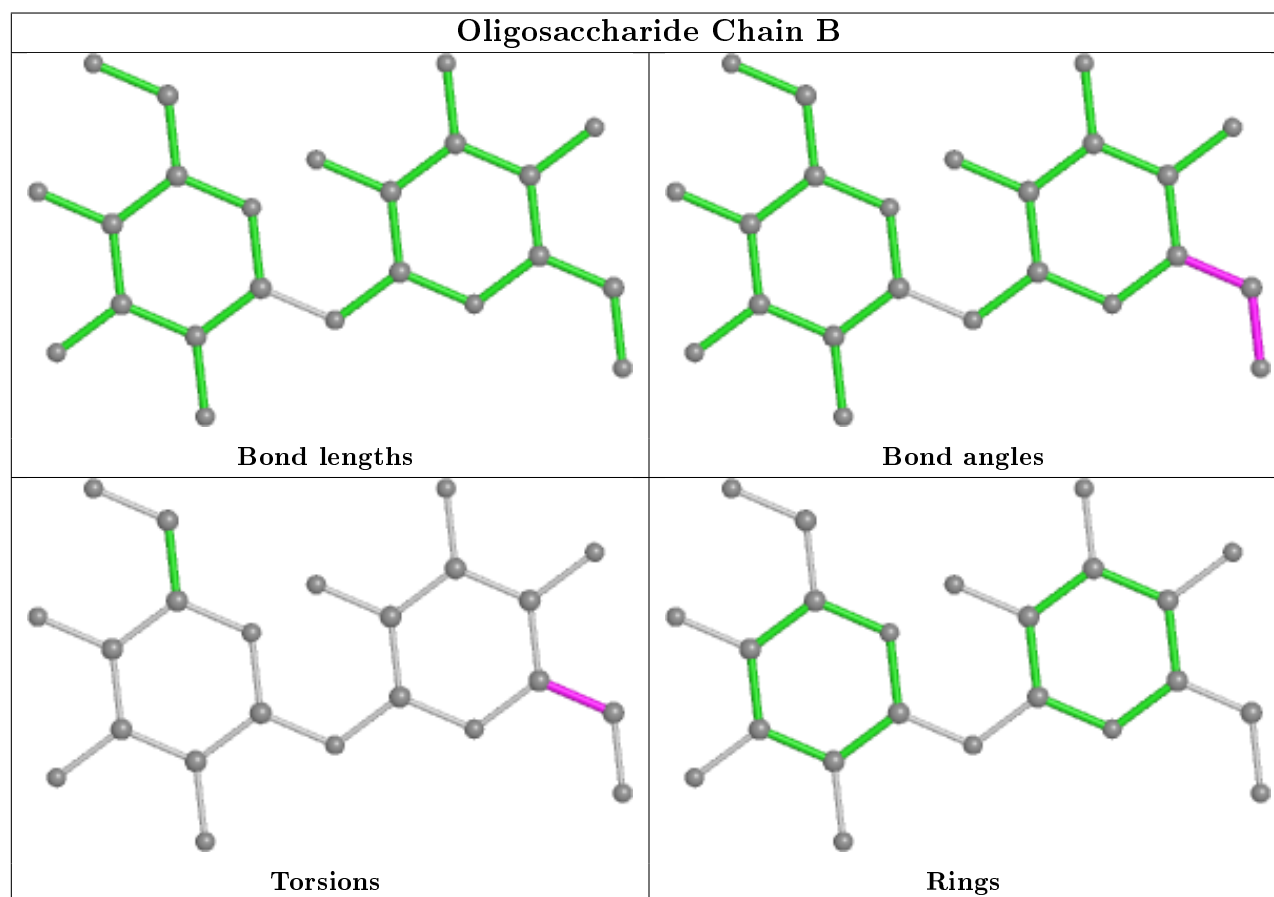 Oligosaccharide Chain B
Bond lengths
Bond angles
Torsions
Rings